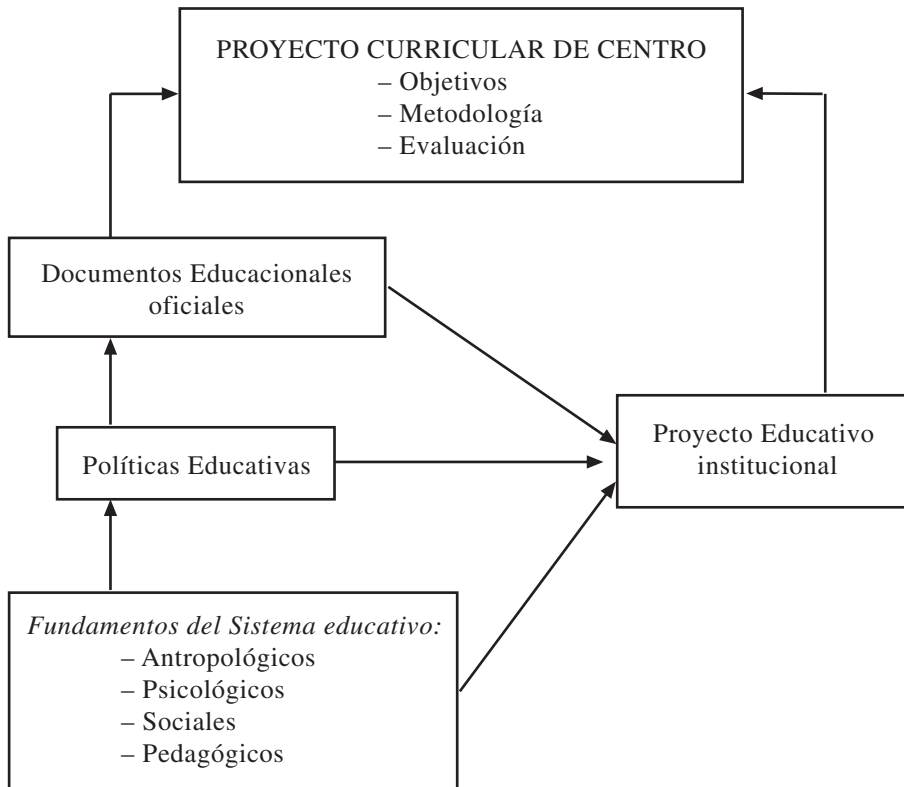 PROYECTO CURRICULAR DE CENTRO
– Objetivos
– Metodología
– Evaluación
Documentos Educacionales
oficiales
Políticas Educativas
Proyecto Educativo
institucional
Fundamentos del Sistema educativo:
– Antropológicos
– Psicológicos
– Sociales
– Pedagógicos